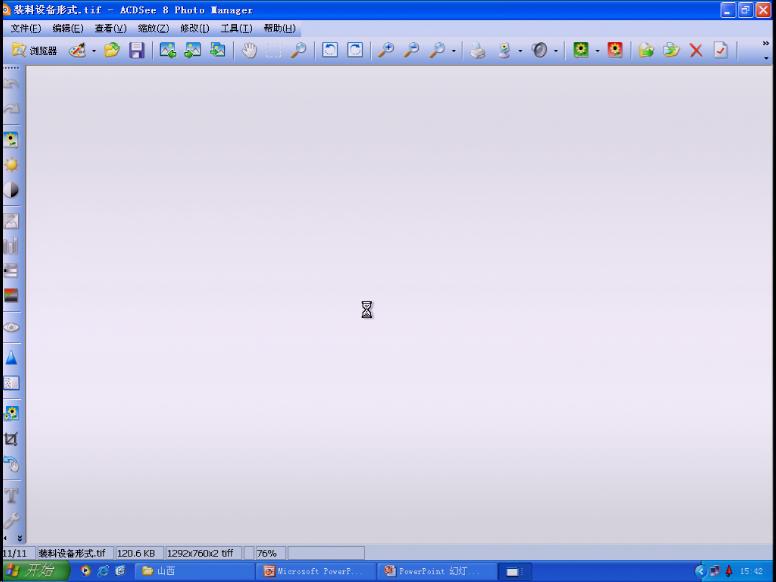 装料设备形式.tif - ACDSee 8 Photo Manager
文件(F) 编辑(E) 查看(V) 缩放(Z) 修改(I) 工具(T) 帮助(H)
浏览器
11/11 装料设备形式.tif 120.6 KB 1292x760x2 tiff 76%
开始 山西 Microsoft PowerP... PowerPoint 幻灯... 15:42